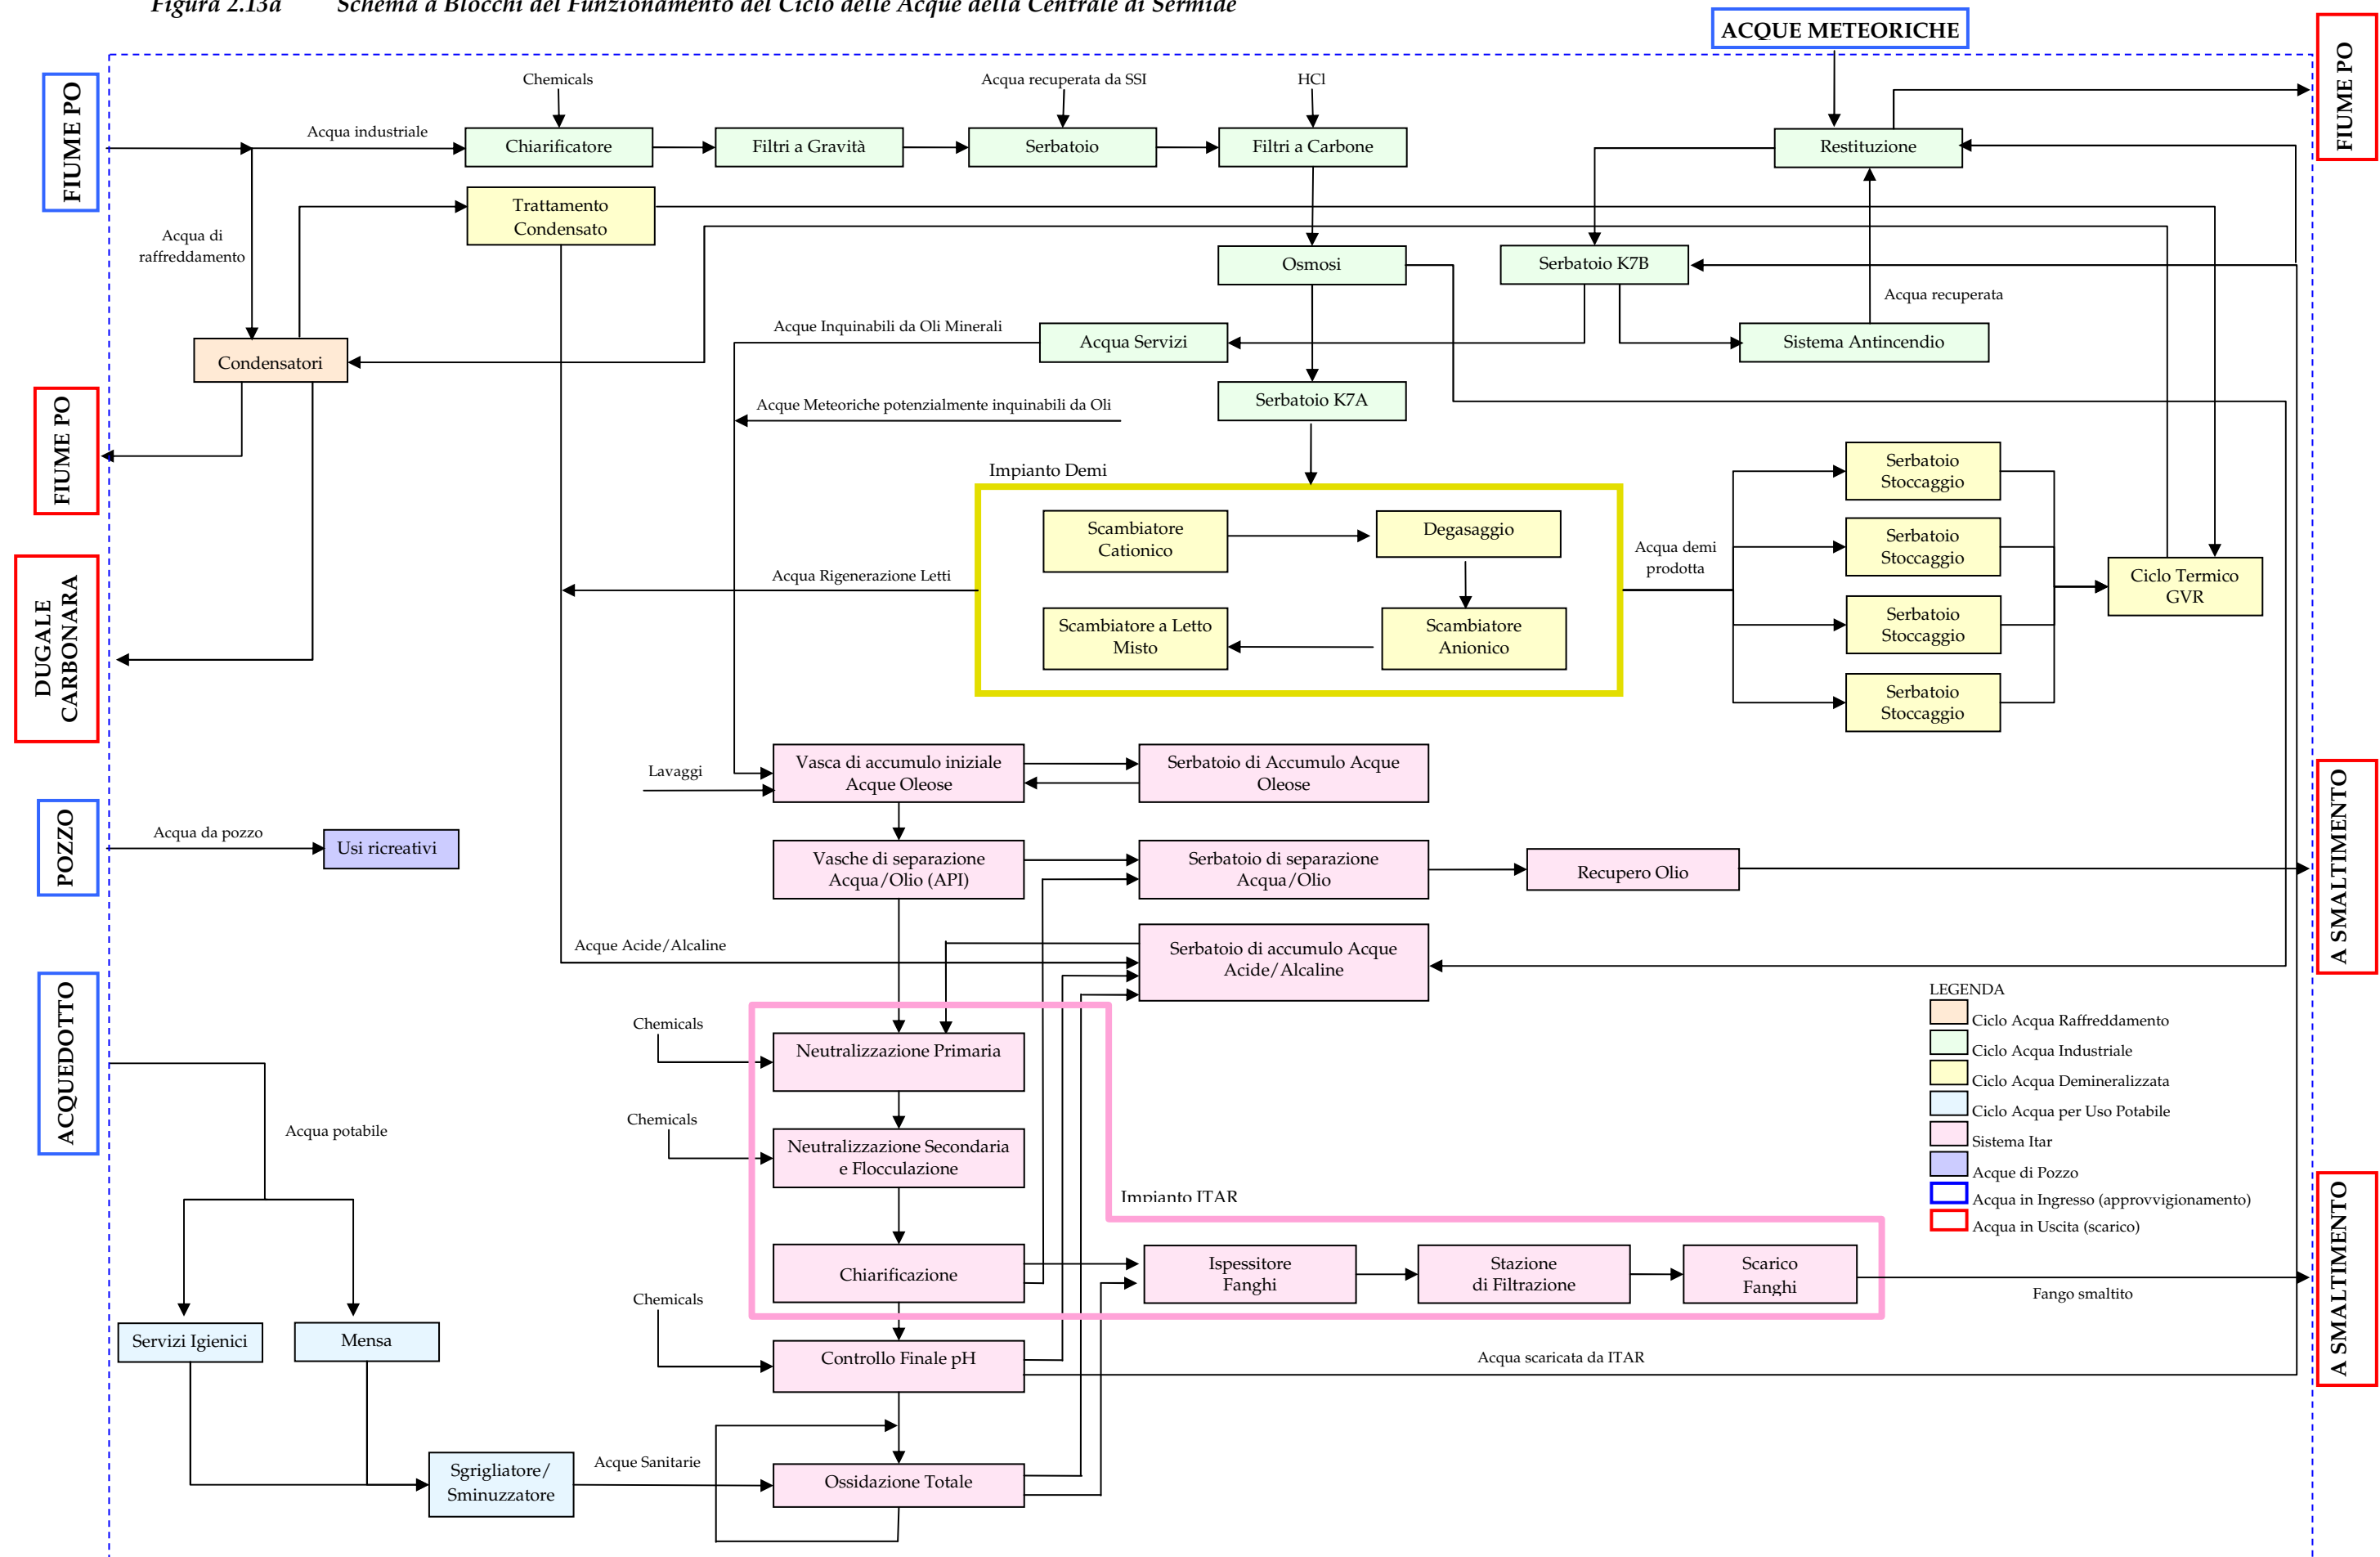 Figura 2.13a Schema a Blocchi del Funzionamento del Ciclo delle Acque della Centrale di Sermide
ACQUE METEORICHE
FIUME PO
FIUME PO
Chemicals
Acqua recuperata da SSI
HCl
Acqua industriale
Chiarificatore
Filtri a Gravità
Serbatoio
Filtri a Carbone
Restituzione
Trattamento
Condensato
Acqua di
raffreddamento
Osmosi
Serbatoio K7B
Acqua recuperata
Acque Inquinabili da Oli Minerali
Acqua Servizi
Sistema Antincendio
Condensatori
Serbatoio K7A
Acque Meteoriche potenzialmente inquinabili da Oli
FIUME PO
Impianto Demi
Serbatoio
Stoccaggio
Scambiatore
Cationico
Degasaggio
Serbatoio
Stoccaggio
Acqua demi
prodotta
Acqua Rigenerazione Letti
Ciclo Termico
GVR
DUGALE
CARBONARA
Scambiatore a Letto
Misto
Scambiatore
Anionico
Serbatoio
Stoccaggio
Serbatoio
Stoccaggio
Lavaggi
Vasca di accumulo iniziale
Acque Oleose
Serbatoio di Accumulo Acque
Oleose
A SMALTIMENTO
POZZO
Acqua da pozzo
Usi ricreativi
Vasche di separazione
Acqua/Olio (API)
Serbatoio di separazione
Acqua/Olio
Recupero Olio
Acque Acide/Alcaline
Serbatoio di accumulo Acque
Acide/Alcaline
ACQUEDOTTO
LEGENDA
Ciclo Acqua Raffreddamento
Ciclo Acqua Industriale
Ciclo Acqua Demineralizzata
Ciclo Acqua per Uso Potabile
Sistema Itar
Acque di Pozzo
Acqua in Ingresso (approvvigionamento)
Acqua in Uscita (scarico)
Chemicals
Neutralizzazione Primaria
Chemicals
Acqua potabile
Neutralizzazione Secondaria
e Flocculazione
Impianto ITAR
A SMALTIMENTO
Chiarificazione
Ispessitore
Fanghi
Stazione
di Filtrazione
Scarico
Fanghi
Fango smaltito
Chemicals
Servizi Igienici
Mensa
Controllo Finale pH
Acqua scaricata da ITAR
Sgrigliatore/
Sminuzzatore
Acque Sanitarie
Ossidazione Totale